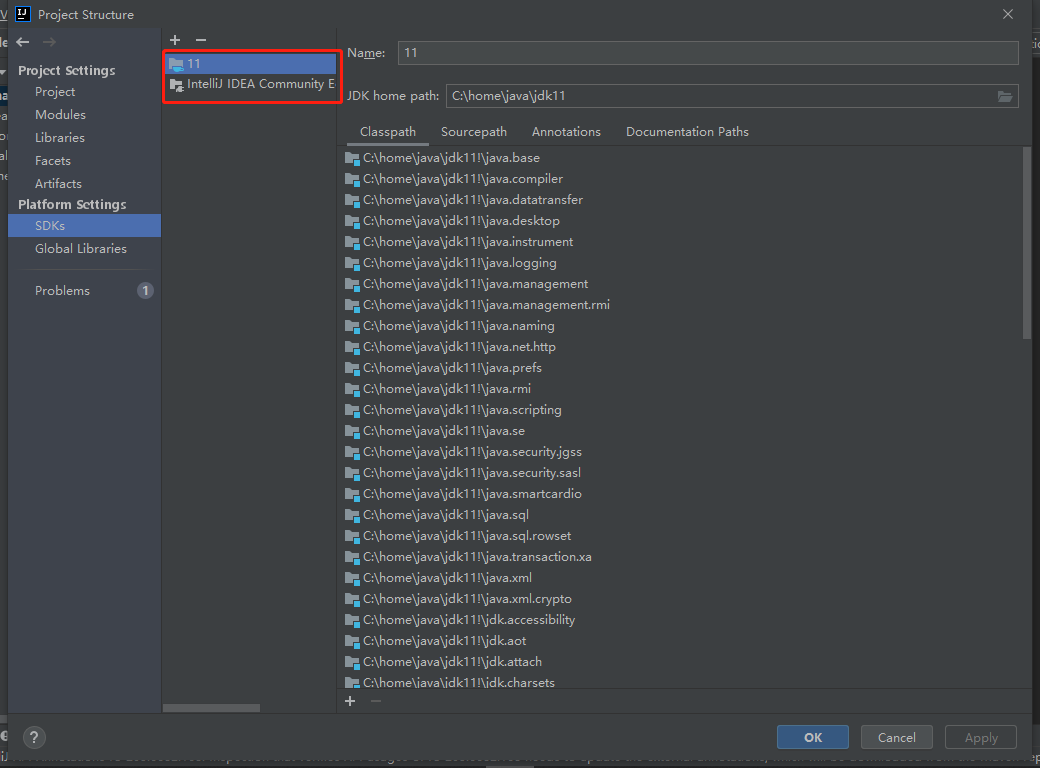 Project Structure
Project Settings
Project
Modules
Libraries
Facets
Artifacts
Platform Settings
SDKs
Global Libraries
Problems
1
11
IntelliJ IDEA Community E
Name:
11
JDK home path:
C:\home\java\jdk11
Classpath
Sourcepath
Annotations
Documentation Paths
C:\home\java\jdk11!\java.base
C:\home\java\jdk11!\java.compiler
C:\home\java\jdk11!\java.datatransfer
C:\home\java\jdk11!\java.desktop
C:\home\java\jdk11!\java.instrument
C:\home\java\jdk11!\java.logging
C:\home\java\jdk11!\java.management
C:\home\java\jdk11!\java.management.rmi
C:\home\java\jdk11!\java.naming
C:\home\java\jdk11!\java.net.http
C:\home\java\jdk11!\java.prefs
C:\home\java\jdk11!\java.rmi
C:\home\java\jdk11!\java.scripting
C:\home\java\jdk11!\java.se
C:\home\java\jdk11!\java.security.jgss
C:\home\java\jdk11!\java.security.sasl
C:\home\java\jdk11!\java.smartcardio
C:\home\java\jdk11!\java.sql
C:\home\java\jdk11!\java.sql.rowset
C:\home\java\jdk11!\java.transaction.xa
C:\home\java\jdk11!\java.xml
C:\home\java\jdk11!\java.xml.crypto
C:\home\java\jdk11!\jdk.accessibility
C:\home\java\jdk11!\jdk.aot
C:\home\java\jdk11!\jdk.attach
C:\home\java\jdk11!\jdk.charsets
?
OK
Cancel
Apply